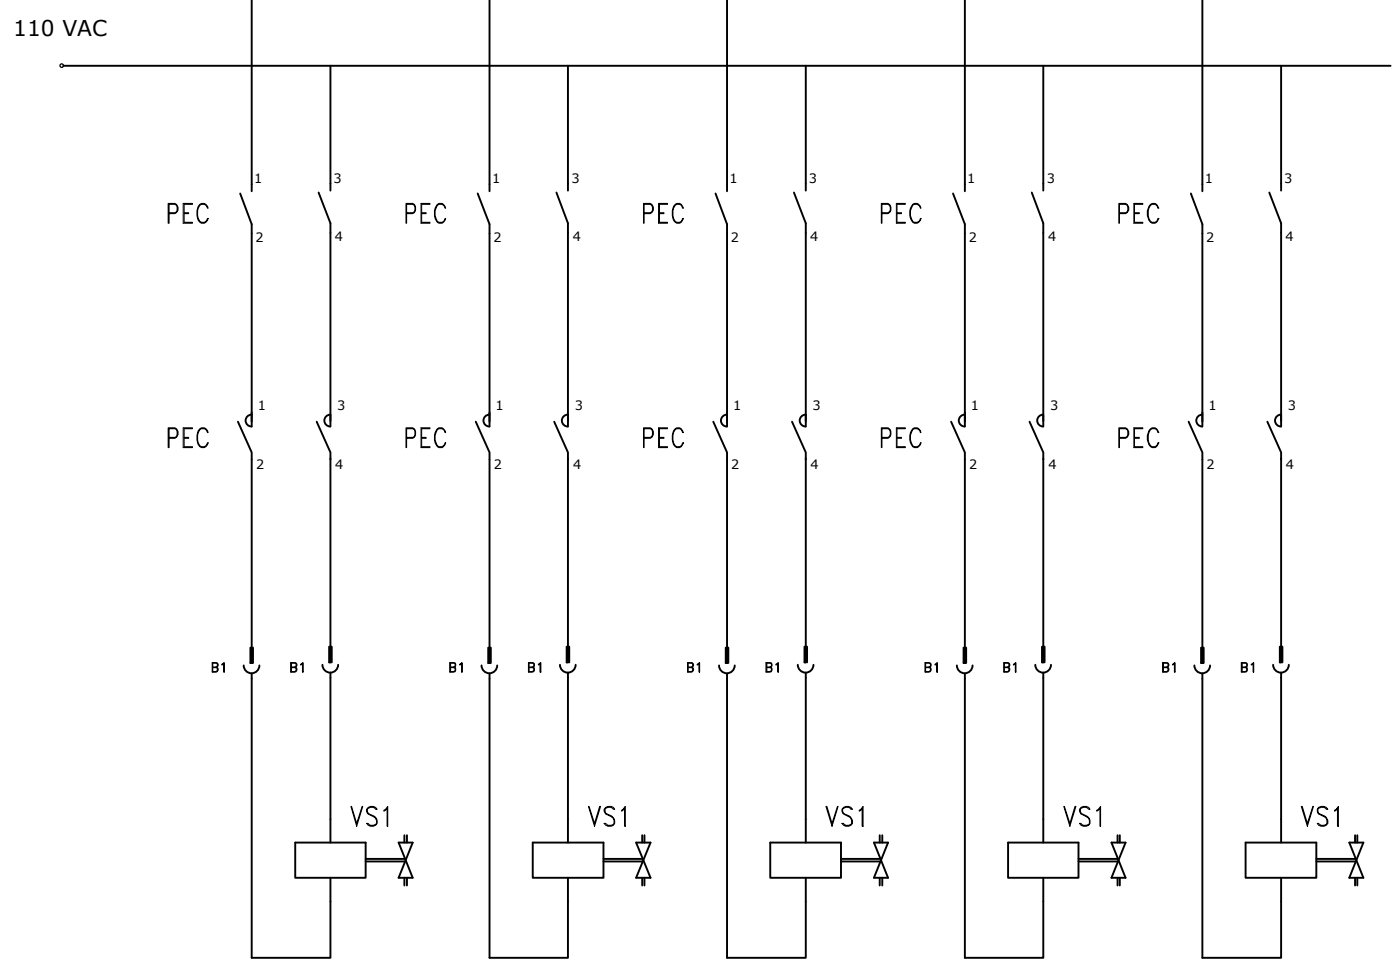 110 VAC
1 3 1 3 1 3 1 3 1 3
PEC PEC PEC PEC PEC
2 4 2 4 2 4 2 4 2 4
1 3 1 3 1 3 1 3 1 3
PEC PEC PEC PEC PEC
2 4 2 4 2 4 2 4 2 4
B1 B1 B1 B1 B1 B1 B1 B1 B1 B1
VS1 VS1 VS1 VS1 VS1